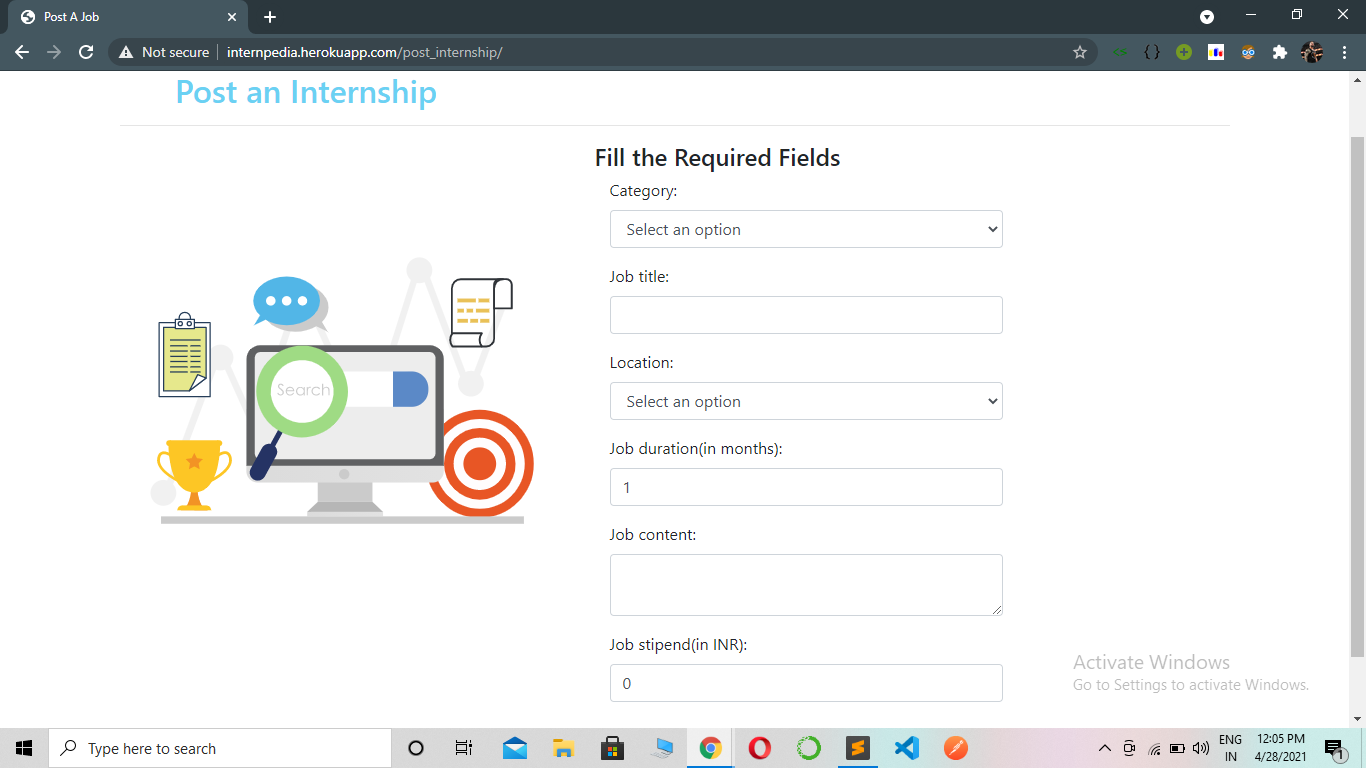 Post A Job
Not secure
internpedia.herokuapp.com/post_internship/
Post an Internship
Fill the Required Fields
Category:
Select an option
Job title:
Location:
Select an option
Job duration(in months):
1
Job content:
Job stipend(in INR):
0
Search
Activate Windows
Go to Settings to activate Windows.
Type here to search
ENG
IN
12:05 PM
4/28/2021
1